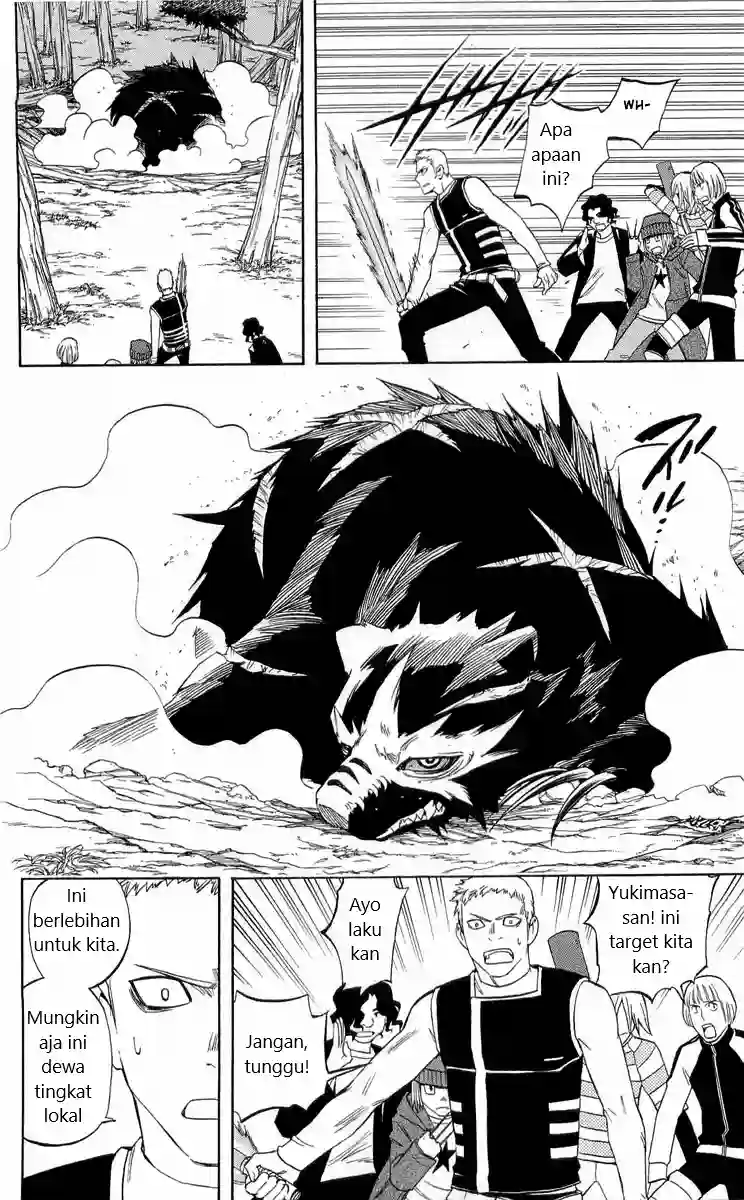 WH-
Apa
apaan
ini?
Yukimasa-
san! ini
target kita
kan?
Ayo
laku
kan
Jangan,
tunggu!
Ini
berlebihan
untuk kita.
Mungkin
aja ini
dewa
tingkat
lokal